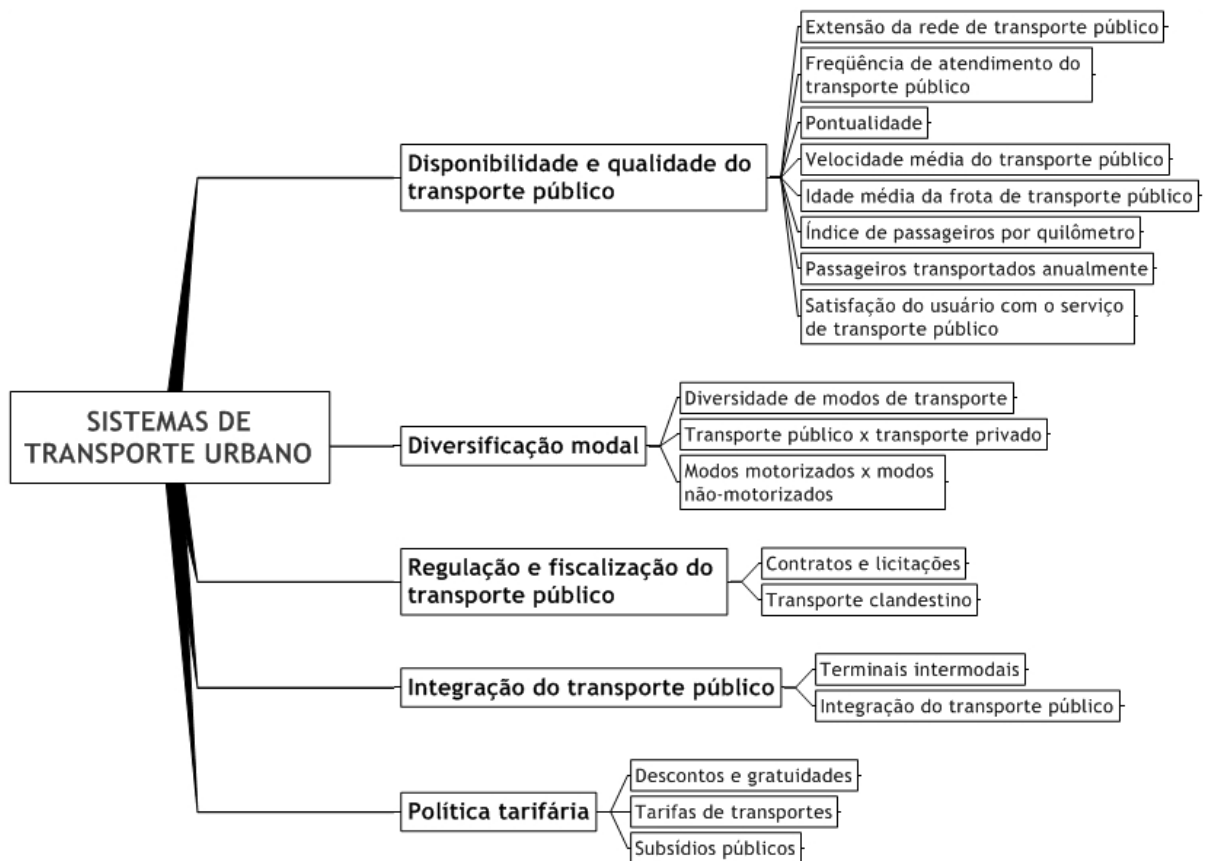 SISTEMAS DE
TRANSPORTE URBANO
Disponibilidade e qualidade do
transporte público
Extensão da rede de transporte público
Freqüência de atendimento do
transporte público
Pontualidade
Velocidade média do transporte público
Idade média da frota de transporte público
Índice de passageiros por quilômetro
Passageiros transportados anualmente
Satisfação do usuário com o serviço
de transporte público
Diversificação modal
Diversidade de modos de transporte
Transporte público x transporte privado
Modos motorizados x modos
não-motorizados
Regulação e fiscalização do
transporte público
Contratos e licitações
Transporte clandestino
Integração do transporte público
Terminais intermodais
Integração do transporte público
Política tarifária
Descontos e gratuidades
Tarifas de transportes
Subsídios públicos